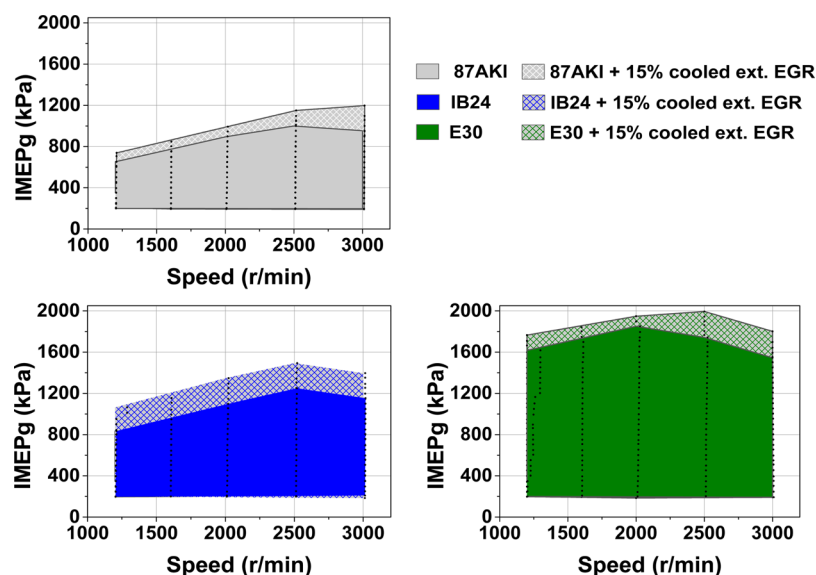 2000
1600
1200
800
400
0
IMEPg (kPa)
1000 1500 2000 2500 3000
Speed (r/min)
87AKI 87AKI + 15% cooled ext. EGR
IB24 IB24 + 15% cooled ext. EGR
E30 E30 + 15% cooled ext. EGR
2000
1600
1200
800
400
0
IMEPg (kPa)
1000 1500 2000 2500 3000
Speed (r/min)
2000
1600
1200
800
400
0
IMEPg (kPa)
1000 1500 2000 2500 3000
Speed (r/min)